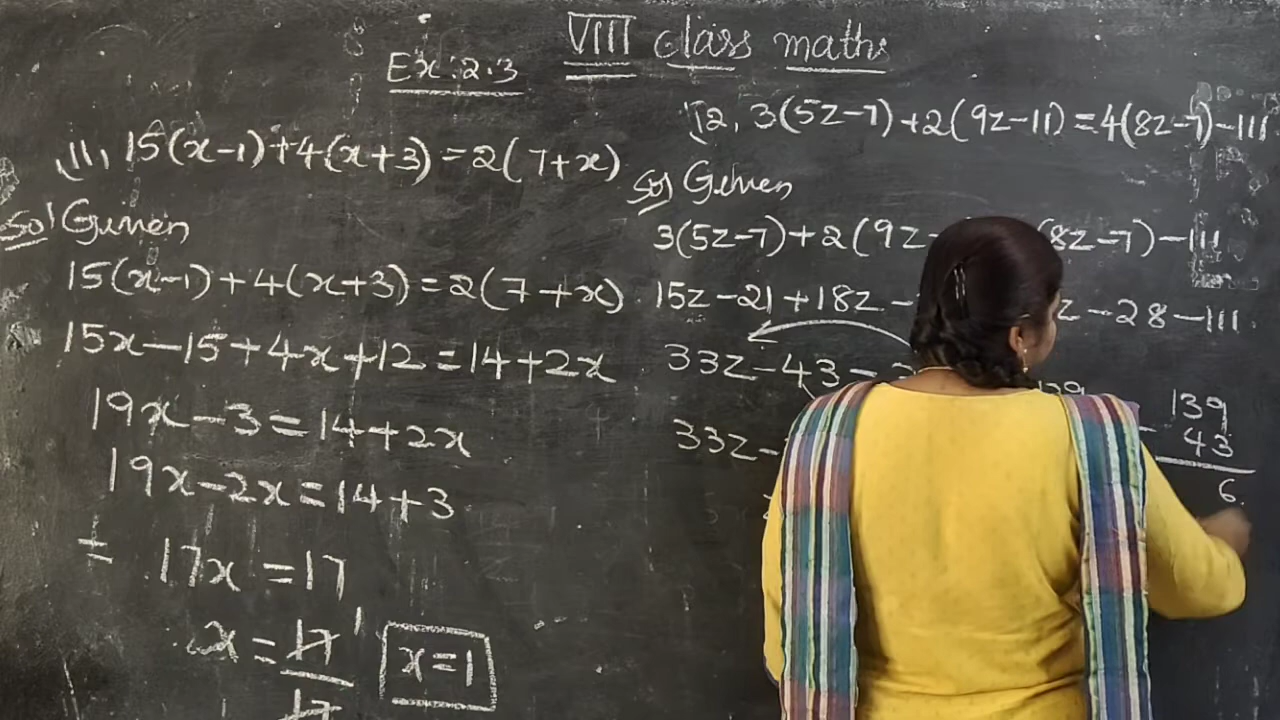 VIII class maths
Ex: 2.3
11, 15(x-1)+4(x+3)=2(7+x)
Sol Given
15(x-1)+4(x+3)=2(7+x)
15x-15+4x+12=14+2x
19x-3=14+2x
19x-2x=14+3
17x=17
x=17/17 1
x=1
12, 3(5z-7)+2(9z-11)=4(8z-7)-111
Sol Given
3(5z-7)+2(9z- (8z-7)-111
15z-21+18z- z-28-111.
33z-43=
33z-
139
- 43
6